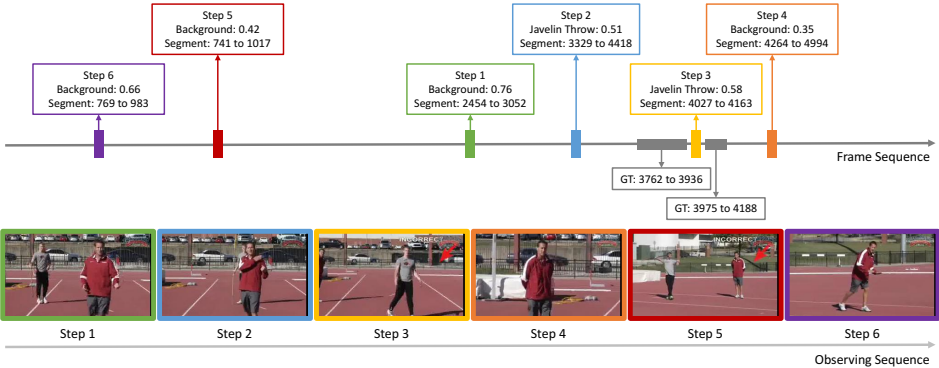 Step 5
Background: 0.42
Segment: 741 to 1017
Step 2
Javelin Throw: 0.51
Segment: 3329 to 4418
Step 4
Background: 0.35
Segment: 4264 to 4994
Step 6
Background: 0.66
Segment: 769 to 983
Step 1
Background: 0.76
Segment: 2454 to 3052
Step 3
Javelin Throw: 0.58
Segment: 4027 to 4163
Frame Sequence
GT: 3762 to 3936
GT: 3975 to 4188
INCORRECT
INCORRECT
Step 1
Step 2
Step 3
Step 4
Step 5
Step 6
Observing Sequence